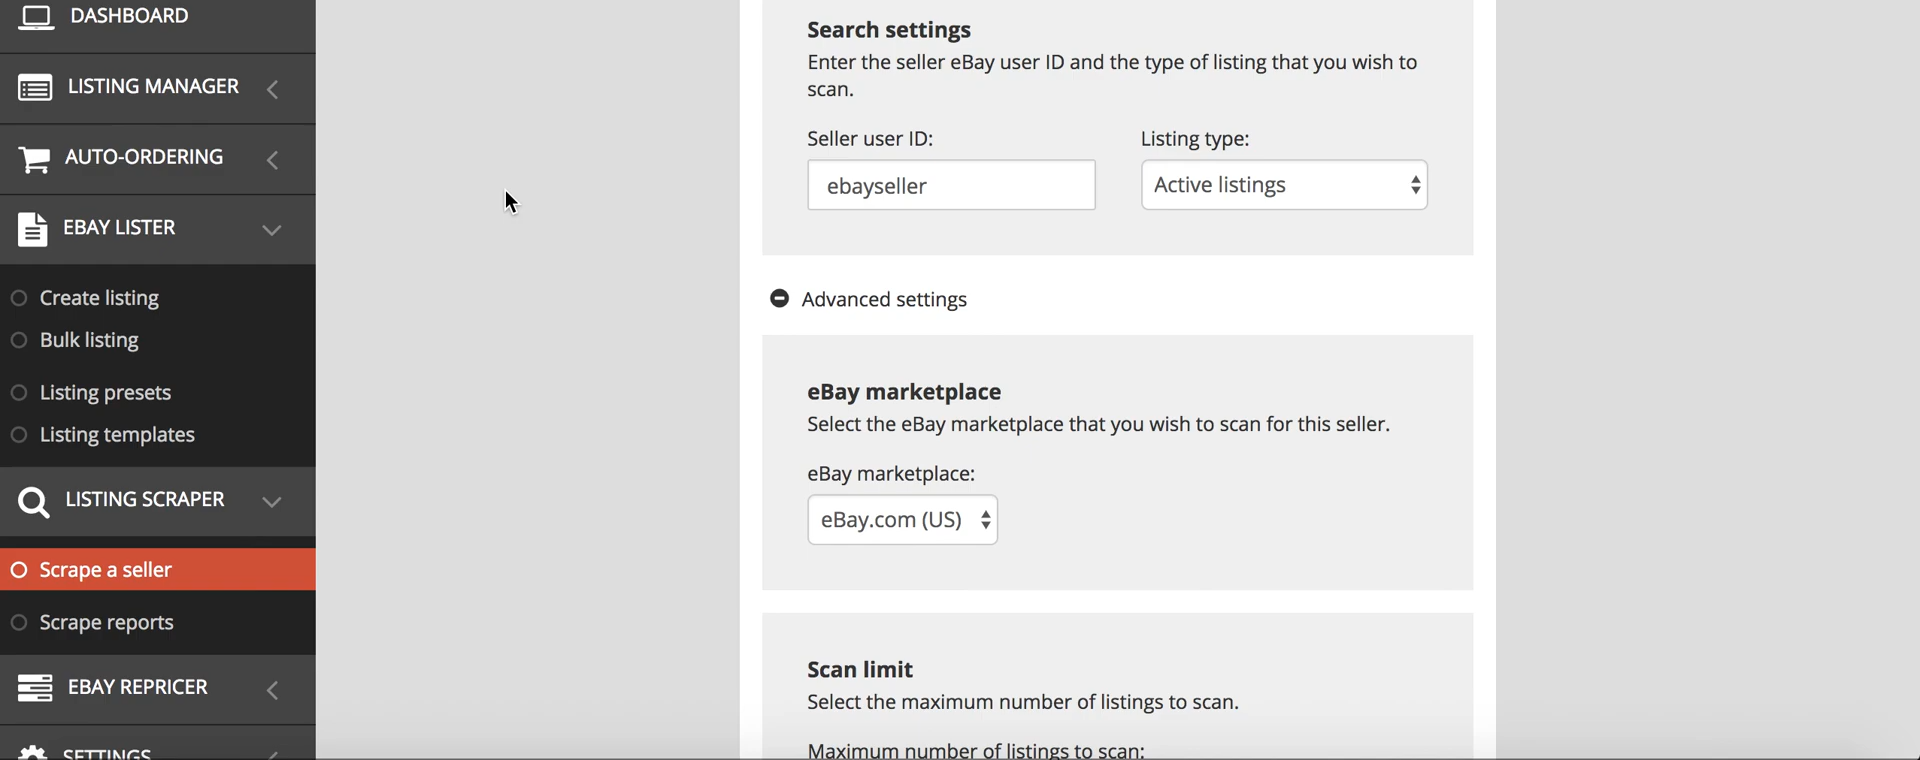 DASHBOARD
LISTING MANAGER
AUTO-ORDERING
EBAY LISTER
Create listing
Bulk listing
Listing presets
Listing templates
LISTING SCRAPER
Scrape a seller
Scrape reports
EBAY REPRICER
SETTINGS
Search settings
Enter the seller eBay user ID and the type of listing that you wish to
scan.
Seller user ID:
ebayseller
Listing type:
Active listings
Advanced settings
eBay marketplace
Select the eBay marketplace that you wish to scan for this seller.
eBay marketplace:
eBay.com (US)
Scan limit
Select the maximum number of listings to scan.
Maximum number of listings to scan: